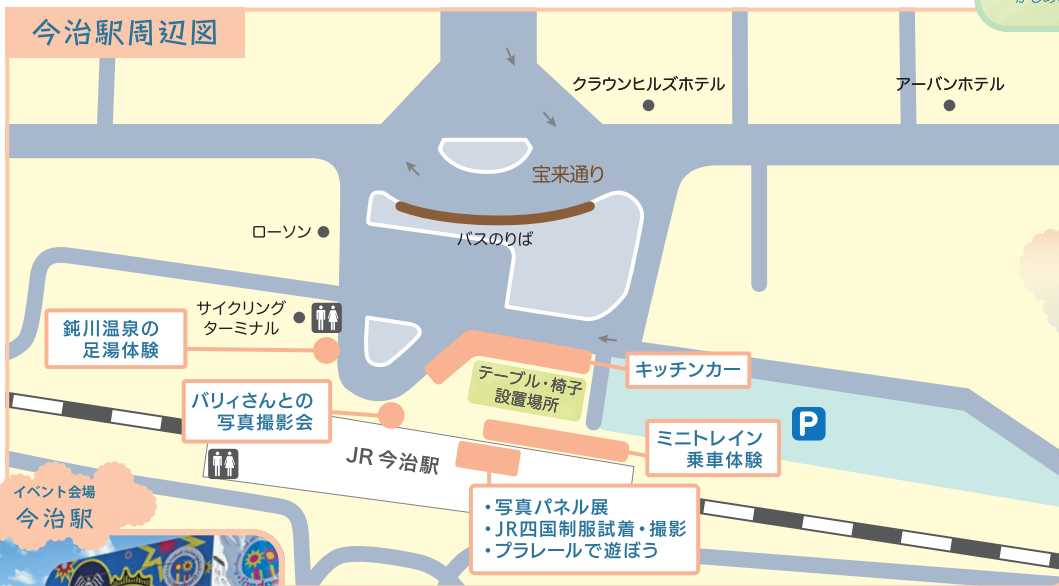 今治駅周辺図
クラウンヒルズホテル
アーバンホテル
宝来通り
バスのりば
ローソン
サイクリング
ターミナル
鈍川温泉の
足湯体験
キッチンカー
テーブル・椅子
設置場所
バリィさんとの
写真撮影会
P
ミニトレイン
乗車体験
JR 今治駅
イベント会場
今治駅
・写真パネル展
・JR四国制服試着・撮影
・プラレールで遊ぼう